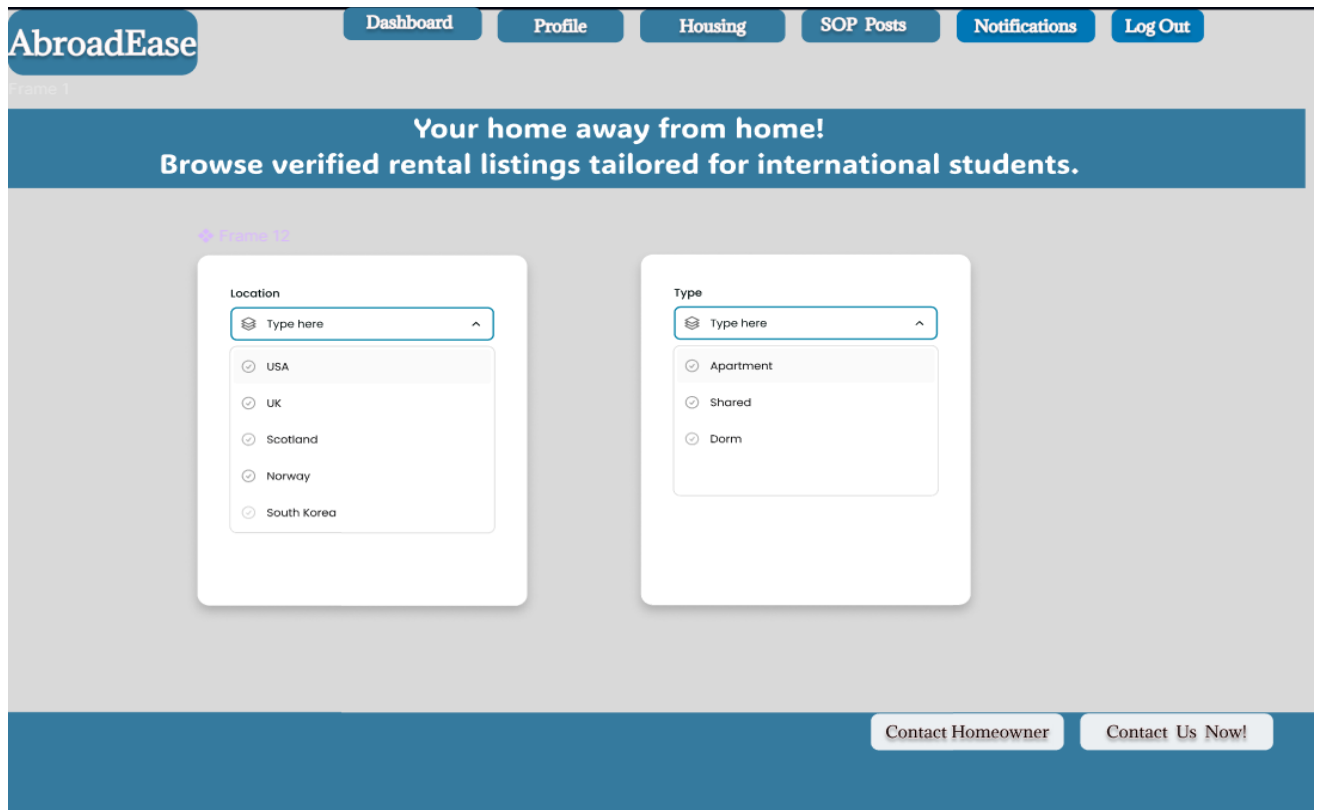 AbroadEase
Dashboard
Profile
Housing
SOP Posts
Notifications
Log Out
Frame 1
Your home away from home!
Browse verified rental listings tailored for international students.
Frame 12
Location
Type here
USA
UK
Scotland
Norway
South Korea
Type
Type here
Apartment
Shared
Dorm
Contact Homeowner
Contact Us Now!